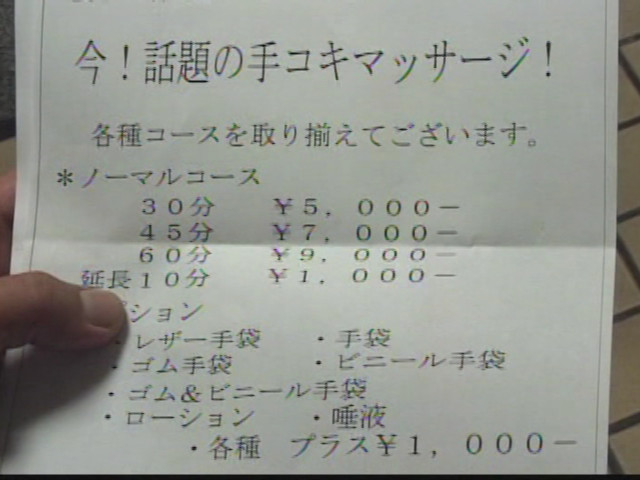 今！話題の手コキマッサージ！
各種コースを取り揃えてございます。
＊ノーマルコース
３０分　￥５，０００－
４５分　￥７，０００－
６０分　￥９，０００－
延長１０分　￥１，０００－
ション
・レザー手袋　・手袋
・ゴム手袋　・ビニール手袋
・ゴム＆ビニール手袋
・ローション　・唾液
・各種　プラス￥１，０００－